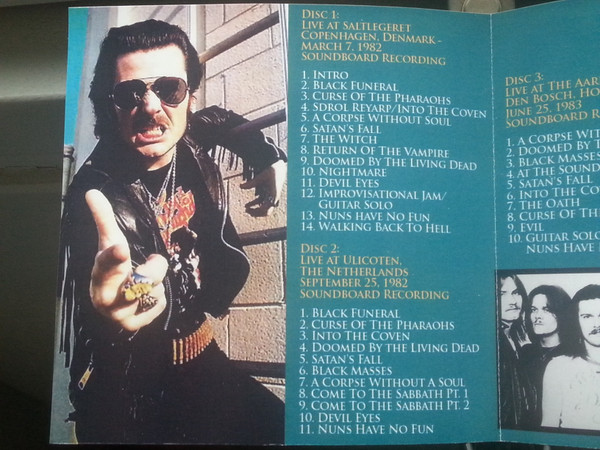 DISC 1:
LIVE AT SALTLEGERET
COPENHAGEN, DENMARK -
MARCH 7, 1982
SOUNDBOARD RECORDING
1. INTRO
2. BLACK FUNERAL
3. CURSE OF THE PHARAOHS
4. SDROL REYARP/INTO THE COVEN
5. A CORPSE WITHOUT SOUL
6. SATAN'S FALL
7. THE WITCH
8. RETURN OF THE VAMPIRE
9. DOOMED BY THE LIVING DEAD
10. NIGHTMARE
11. DEVIL EYES
12. IMPROVISATIONAL JAM/
GUITAR SOLO
13. NUNS HAVE NO FUN
14. WALKING BACK TO HELL
DISC 2:
LIVE AT ULICOTEN,
THE NETHERLANDS
SEPTEMBER 25, 1982
SOUNDBOARD RECORDING
1. BLACK FUNERAL
2. CURSE OF THE PHARAOHS
3. INTO THE COVEN
4. DOOMED BY THE LIVING DEAD
5. SATAN'S FALL
6. BLACK MASSES
7. A CORPSE WITHOUT A SOUL
8. COME TO THE SABBATH PT. 1
9. COME TO THE SABBATH PT. 2
10. DEVIL EYES
11. NUNS HAVE NO FUN
DISC 3:
LIVE AT THE AAR
DEN BOSCH, HO
JUNE 25, 1983
SOUNDBOARD R
1. A CORPSE WIT
2. DOOMED BY T
3. BLACK MASSES
4. AT THE SOUND
5. SATAN'S FALL
6. INTO THE CO
7. THE OATH
8. CURSE OF THE
9. EVIL
10. GUITAR SOLO
NUNS HAVE